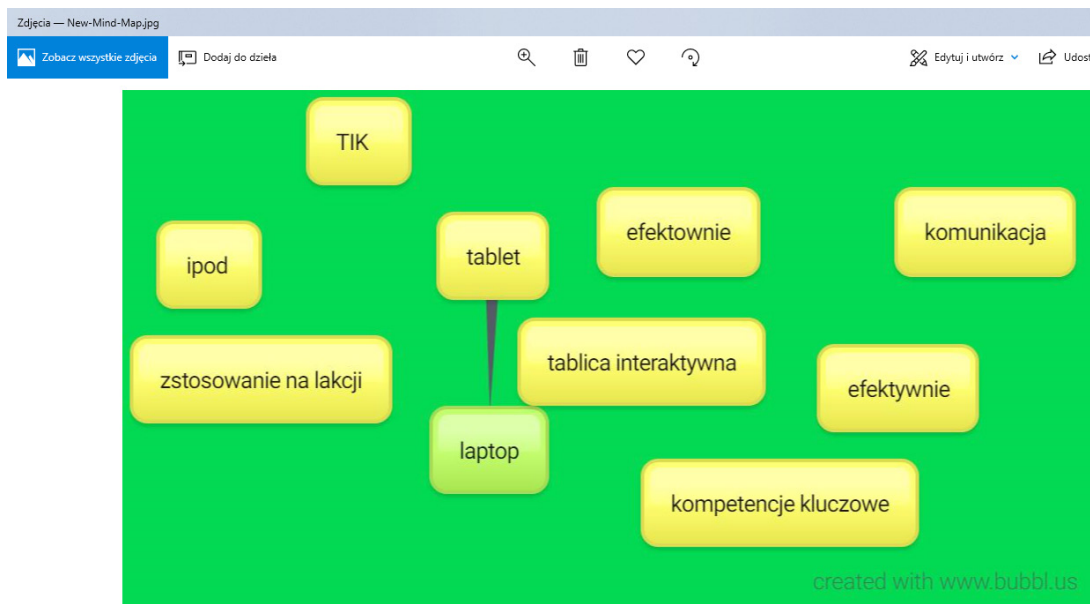 Zdjęcia — New-Mind-Map.jpg
Zobacz wszystkie zdjęcia
Dodaj do dzieła
Edytuj i utwórz
Udost
TIK
efektownie
komunikacja
tablet
ipod
tablica interaktywna
zstosowanie na lakcji
efektywnie
laptop
kompetencje kluczowe
created with www.bubbl.us